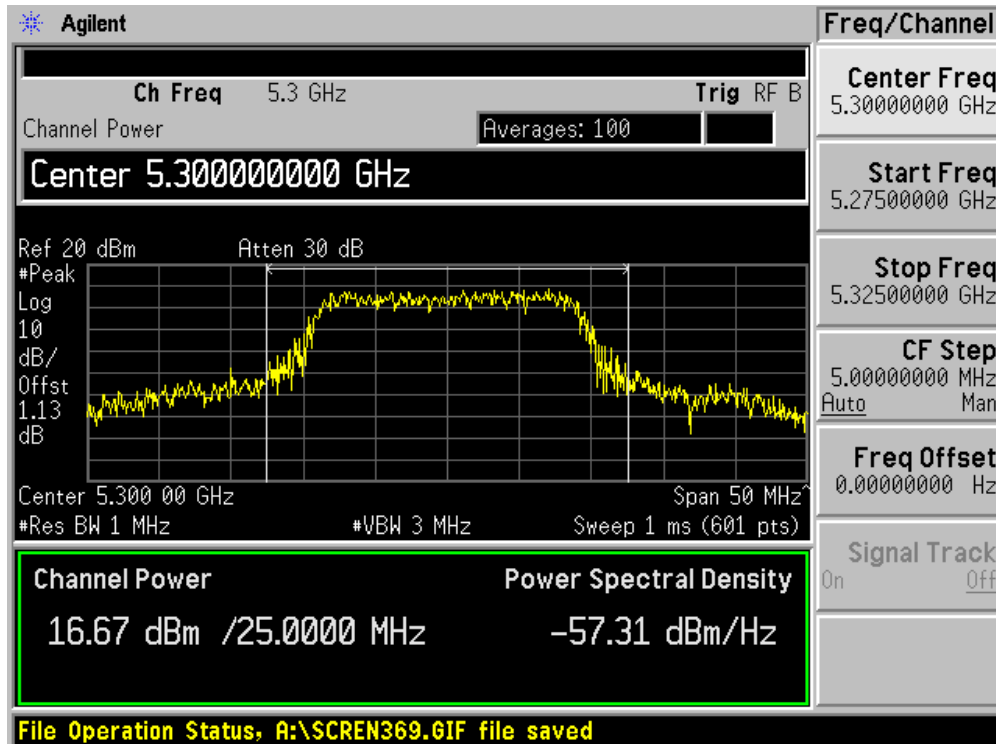 Agilent
Freq/Channel
Ch Freq 5.3 GHz Trig RF B
Channel Power Averages: 100
Center 5.300000000 GHz
Ref 20 dBm Atten 30 dB
#Peak
Log
10
dB/
Offst
1.13
dB
Center 5.300 00 GHz Span 50 MHz^
#Res BW 1 MHz #VBW 3 MHz Sweep 1 ms (601 pts)
Channel Power Power Spectral Density
16.67 dBm /25.0000 MHz -57.31 dBm/Hz
Center Freq
5.30000000 GHz
Start Freq
5.27500000 GHz
Stop Freq
5.32500000 GHz
CF Step
5.00000000 MHz
Auto Man
Freq Offset
0.00000000 Hz
Signal Track
On Off
File Operation Status, A:\SCREN369.GIF file saved